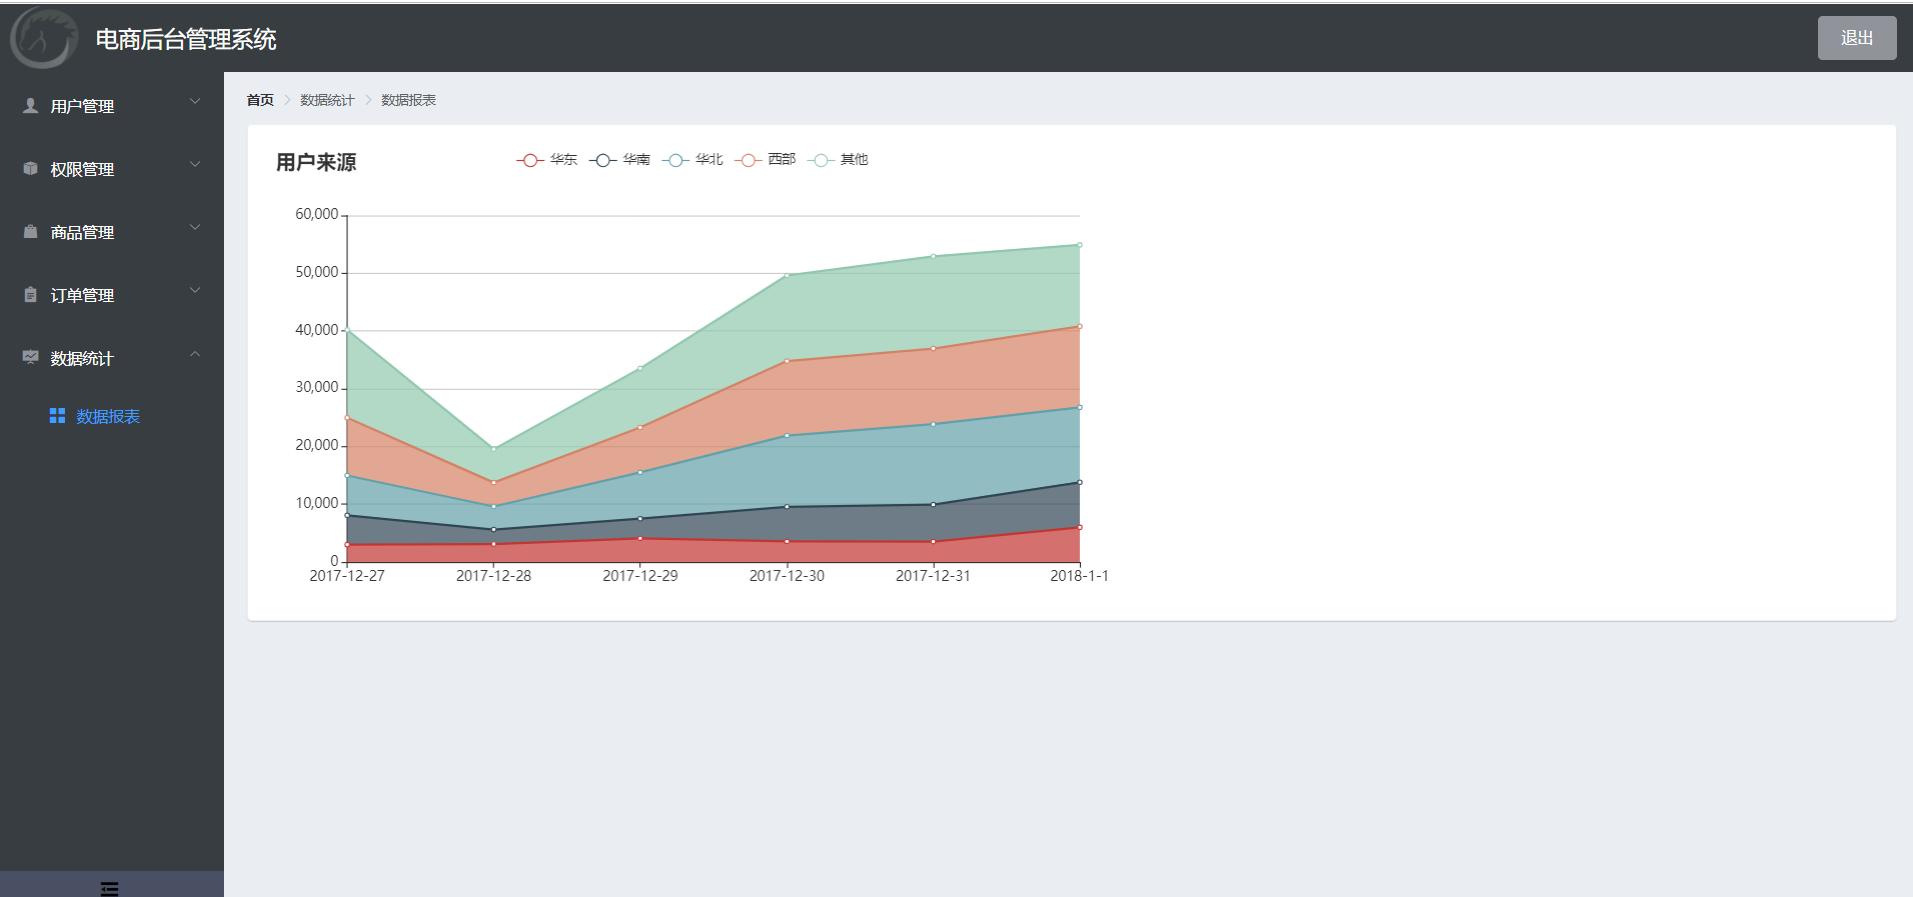 电商后台管理系统
退出
用户管理
权限管理
商品管理
订单管理
数据统计
数据报表
首页 数据统计 数据报表
用户来源
华东 华南 华北 西部 其他
60,000
50,000
40,000
30,000
20,000
10,000
0
2017-12-27 2017-12-28 2017-12-29 2017-12-30 2017-12-31 2018-1-1